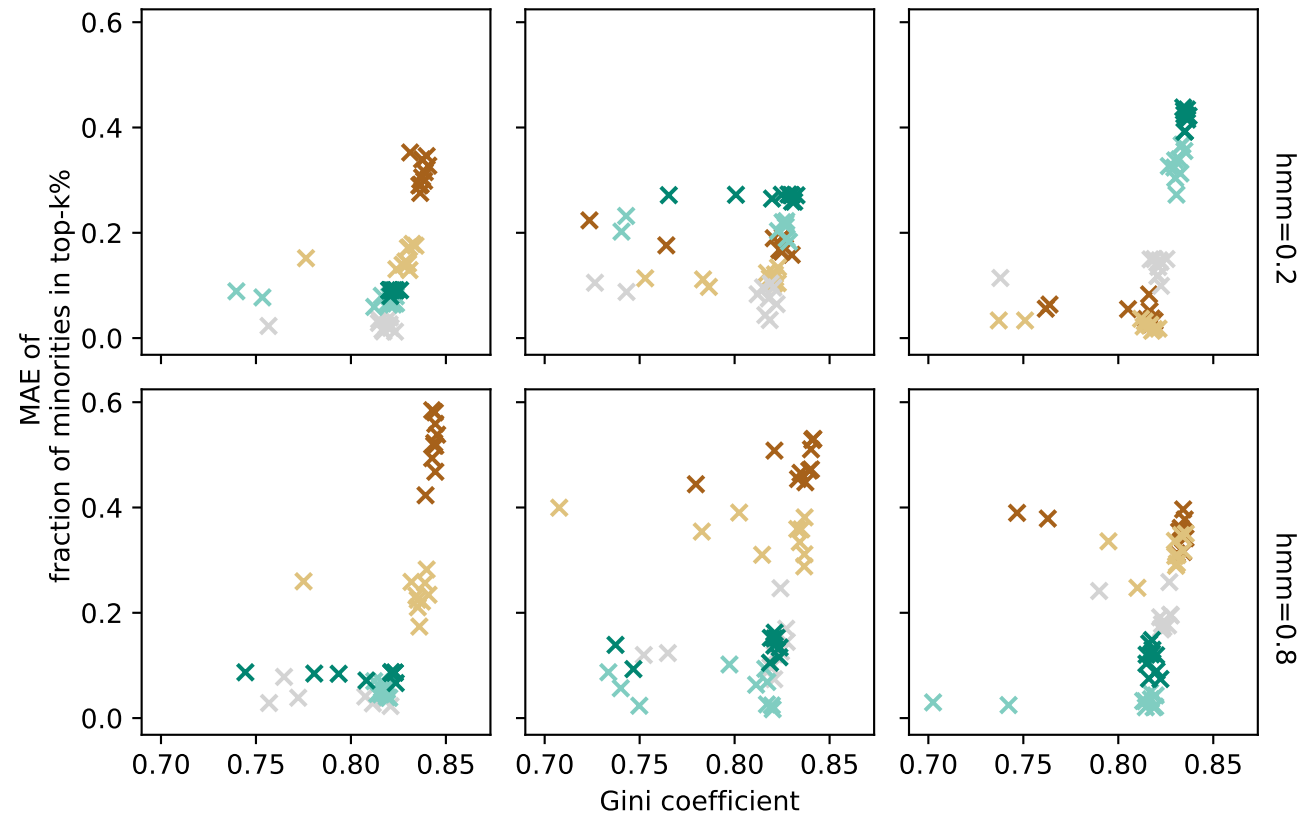 0.6
0.4
0.2
0.0
hmm=0.2
0.6
0.4
0.2
0.0
hmm=0.8
MAE of
fraction of minorities in top-k%
0.70 0.75 0.80 0.85 0.70 0.75 0.80 0.85 0.70 0.75 0.80 0.85
Gini coefficient